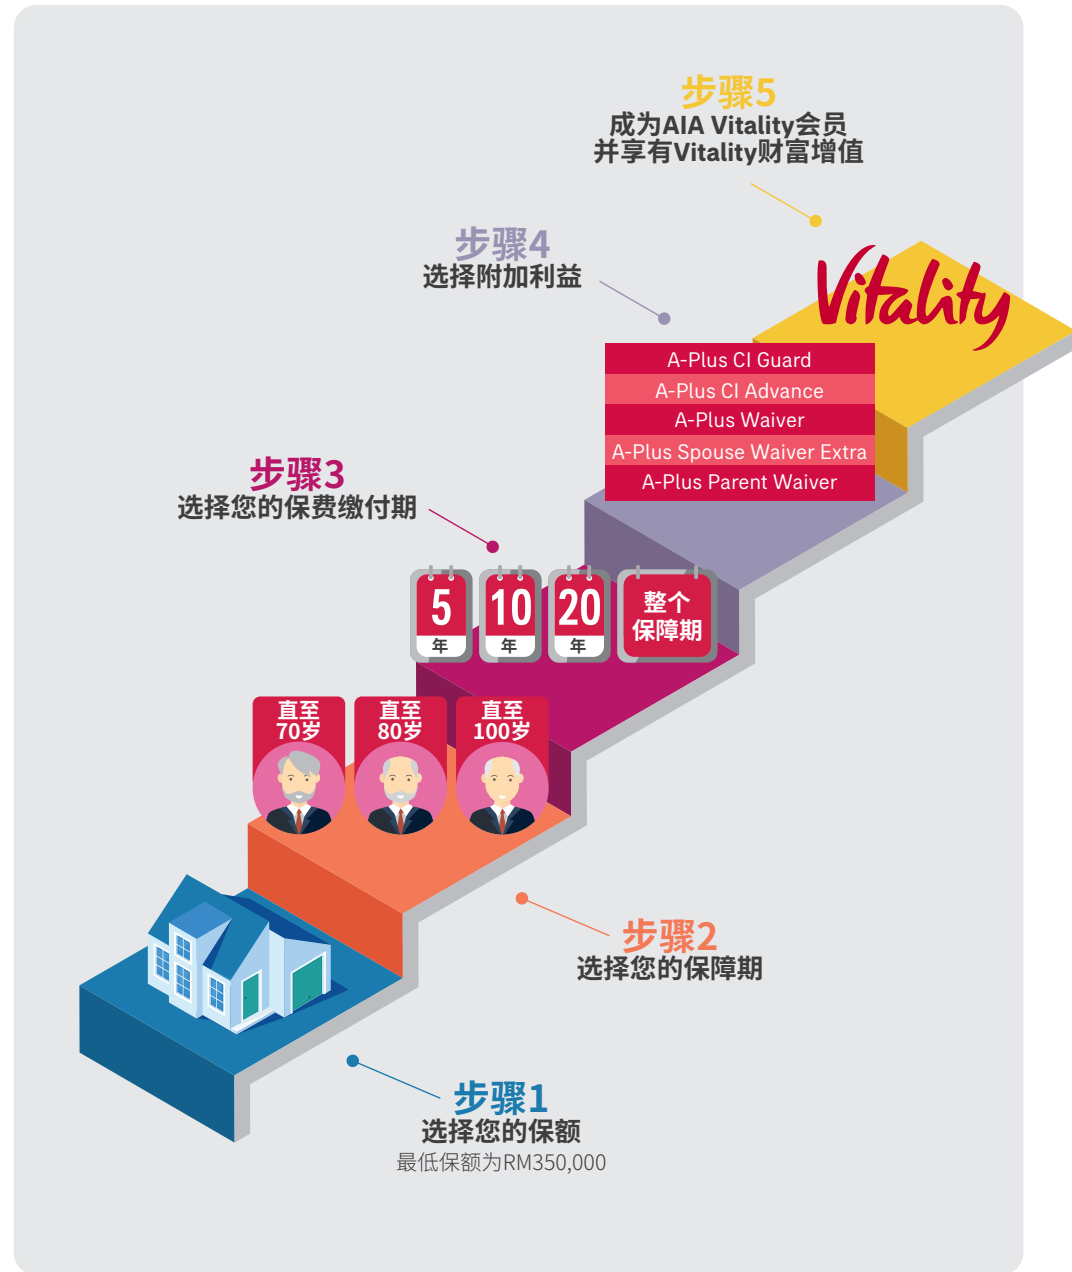 步骤5
成为AIA Vitality会员
并享有Vitality财富增值
Vitality
步骤4
选择附加利益
A-Plus CI Guard
A-Plus CI Advance
A-Plus Waiver
A-Plus Spouse Waiver Extra
A-Plus Parent Waiver
步骤3
选择您的保费缴付期
5
年
10
年
20
年
整个
保障期
直至
70岁
直至
80岁
直至
100岁
步骤2
选择您的保障期
步骤1
选择您的保额
最低保额为RM350,000